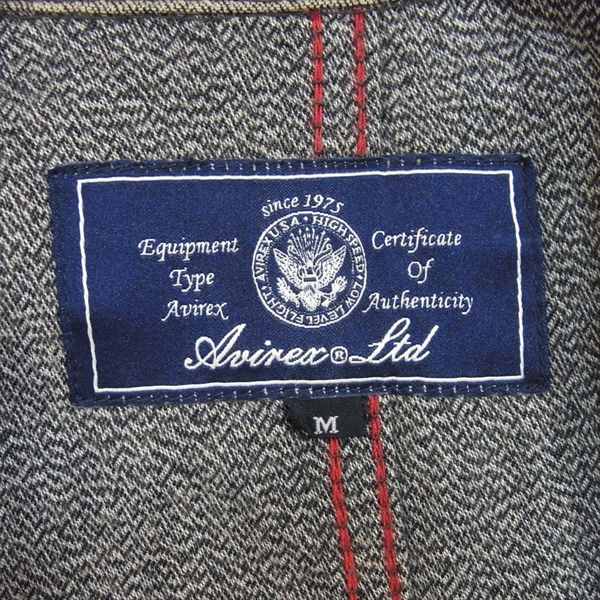 since 1975
AVIREX U.S.A. · HIGHSPEED · LOW LEVEL FLIGHT ·
Equipment
Type
Avirex
Certificate
Of
Authenticity
Avirex® Ltd
M